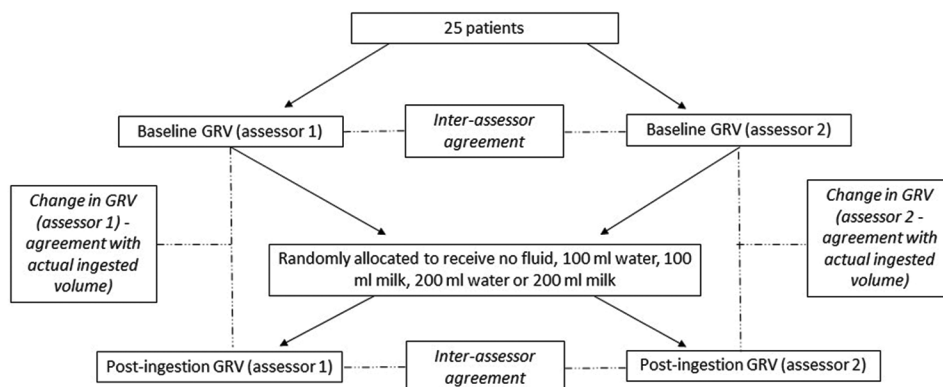 25 patients
Baseline GRV (assessor 1)
Inter-assessor
agreement
Baseline GRV (assessor 2)
Change in GRV
(assessor 1) -
agreement with
actual ingested
volume)
Randomly allocated to receive no fluid, 100 ml water, 100
ml milk, 200 ml water or 200 ml milk
Change in GRV
(assessor 2 -
agreement with
actual ingested
volume)
Post-ingestion GRV (assessor 1)
Inter-assessor
agreement
Post-ingestion GRV (assessor 2)